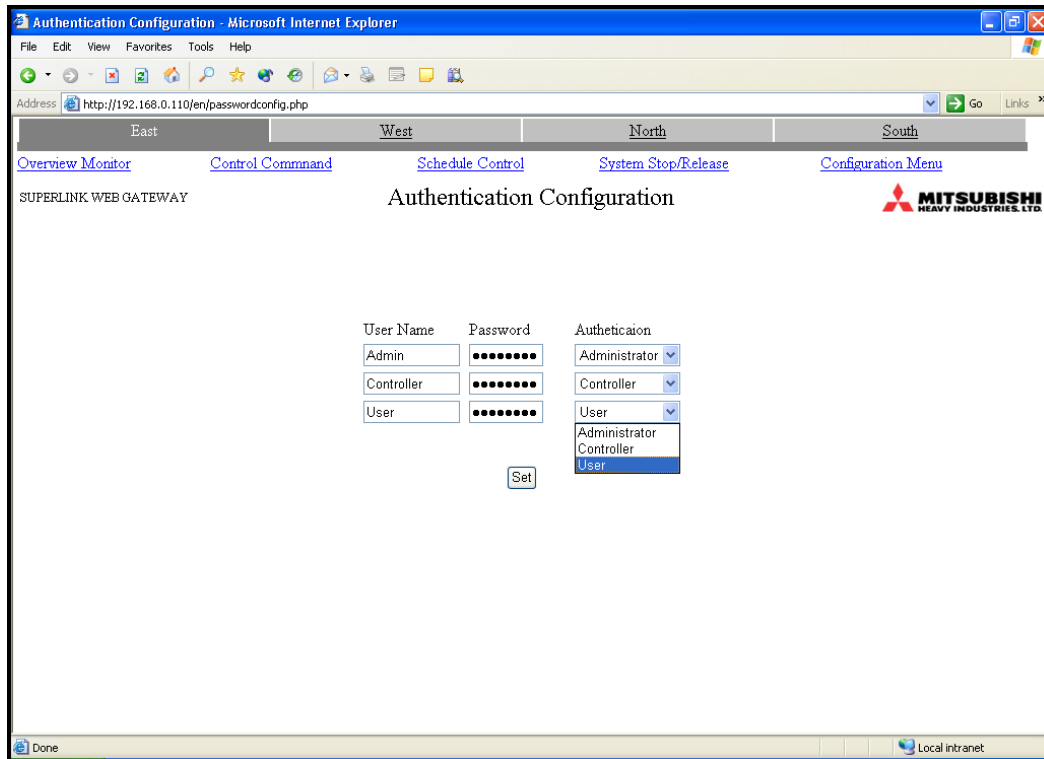 Authentication Configuration - Microsoft Internet Explorer
File Edit View Favorites Tools Help
Address http://192.168.0.110/en/passwordconfig.php Go Links »
East West North South
Overview Monitor Control Commnand Schedule Control System Stop/Release Configuration Menu
SUPERLINK WEB GATEWAY Authentication Configuration MITSUBISHI
HEAVY INDUSTRIES, LTD.
User Name Password Autheticaion
Admin ●●●●●●●● Administrator
Controller ●●●●●●●● Controller
User ●●●●●●●● User
Administrator
Controller
User
Set
Done Local intranet